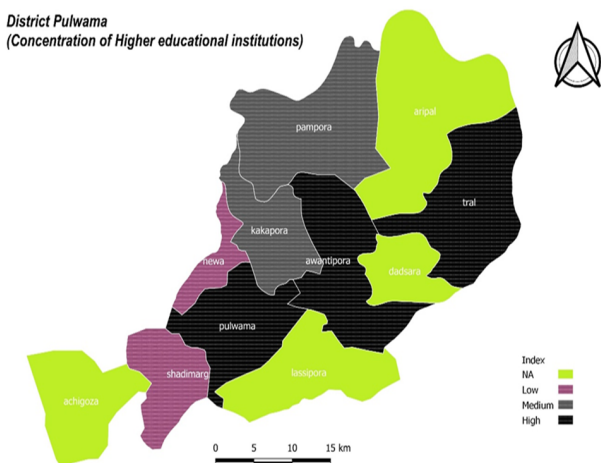 District Pulwama
(Concentration of Higher educational institutions)
aripal
pampora
tral
kakapora
newa
awantipora
dadsara
pulwama
shadimarg
lassipora
achigoza
Index
NA
Low
Medium
High
0 5 10 15 km